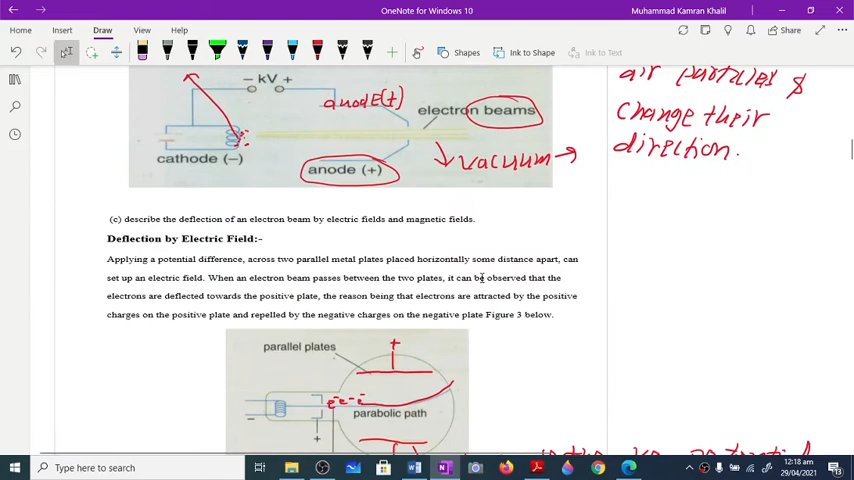 OneNote for Windows 10
Muhammad Kamran Khalil
Home Insert Draw View Help
Share
Shapes Ink to Shape Ink to Text
− kV +
anodE(+)
electron beams
cathode (−)
anode (+)
vacuum →
air particles &
change their
direction.
(c) describe the deflection of an electron beam by electric fields and magnetic fields.
Deflection by Electric Field:-
Applying a potential difference, across two parallel metal plates placed horizontally some distance apart, can
set up an electric field. When an electron beam passes between the two plates, it can be observed that the
electrons are deflected towards the positive plate, the reason being that electrons are attracted by the positive
charges on the positive plate and repelled by the negative charges on the negative plate Figure 3 below.
parallel plates
+
e⁻ e⁻ e⁻
parabolic path
−
+
Type here to search
12:18 am
29/04/2021